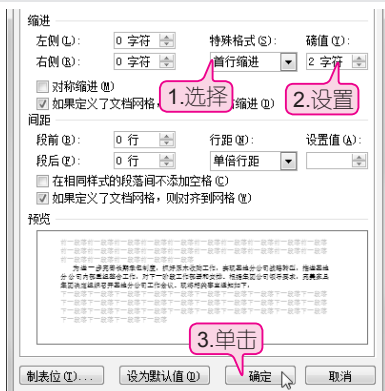 缩进
左侧(L): 0 字符 特殊格式(S): 磅值(Y):
右侧(R): 0 字符 首行缩进 2 字符
1.选择 2.设置
对称缩进(M)
如果定义了文档网格, 缩进(D)
间距
段前(B): 0 行 行距(N): 设置值(A):
段后(F): 0 行 单倍行距
在相同样式的段落间不添加空格(C)
如果定义了文档网格，则对齐到网格(W)
预览
3.单击
制表位(T)... 设为默认值(D) 确定 取消